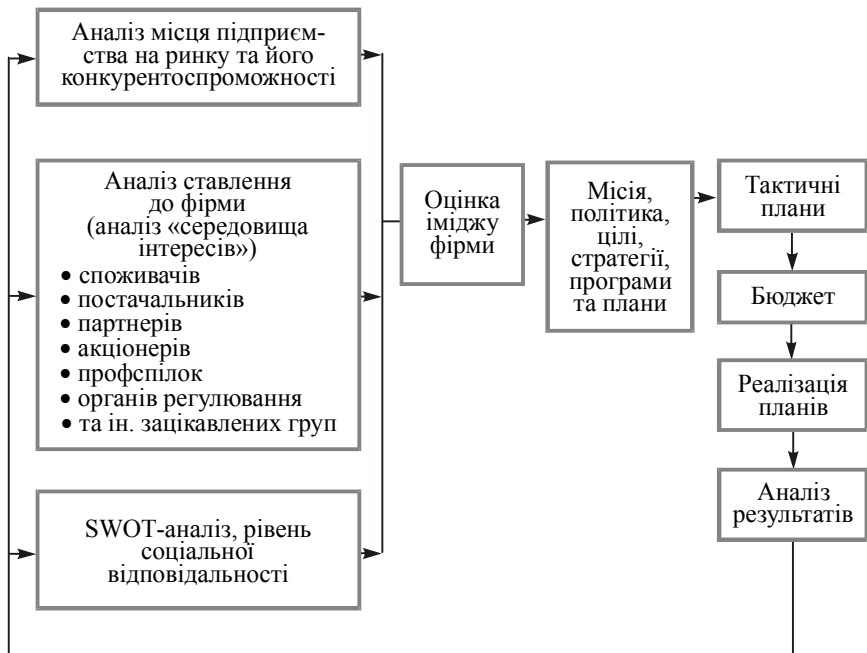 Аналіз місця підприєм-
ства на ринку та його
конкурентоспроможності
Аналіз ставлення
до фірми
(аналіз «середовища
інтересів»)
• споживачів
• постачальників
• партнерів
• акціонерів
• профспілок
• органів регулювання
• та ін. зацікавлених груп
SWOT-аналіз, рівень
соціальної
відповідальності
Оцінка
іміджу
фірми
Місія,
політика,
цілі,
стратегії,
програми
та плани
Тактичні
плани
Бюджет
Реалізація
планів
Аналіз
результатів